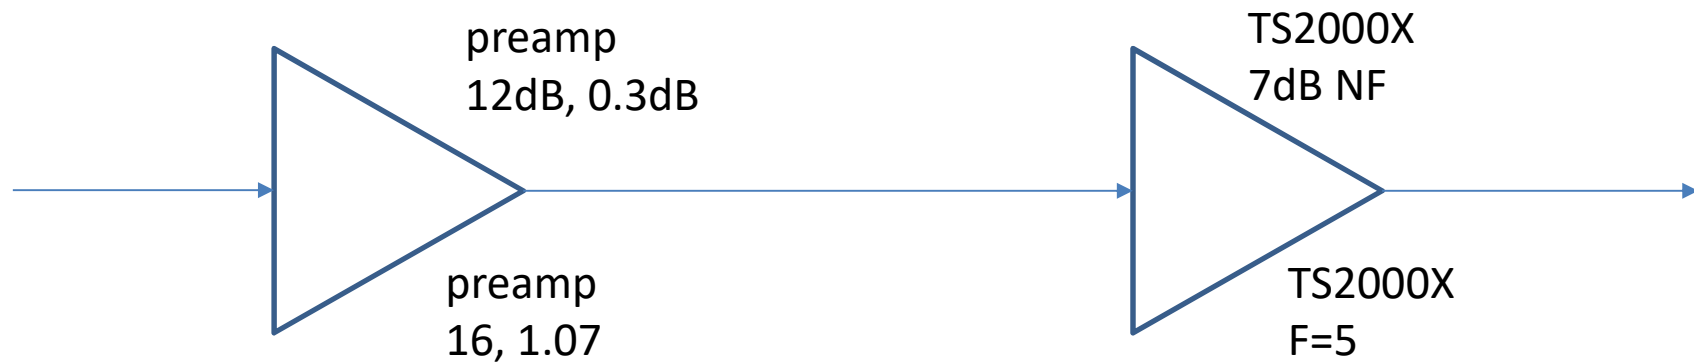 preamp
12dB, 0.3dB
TS2000X
7dB NF
preamp
16, 1.07
TS2000X
F=5